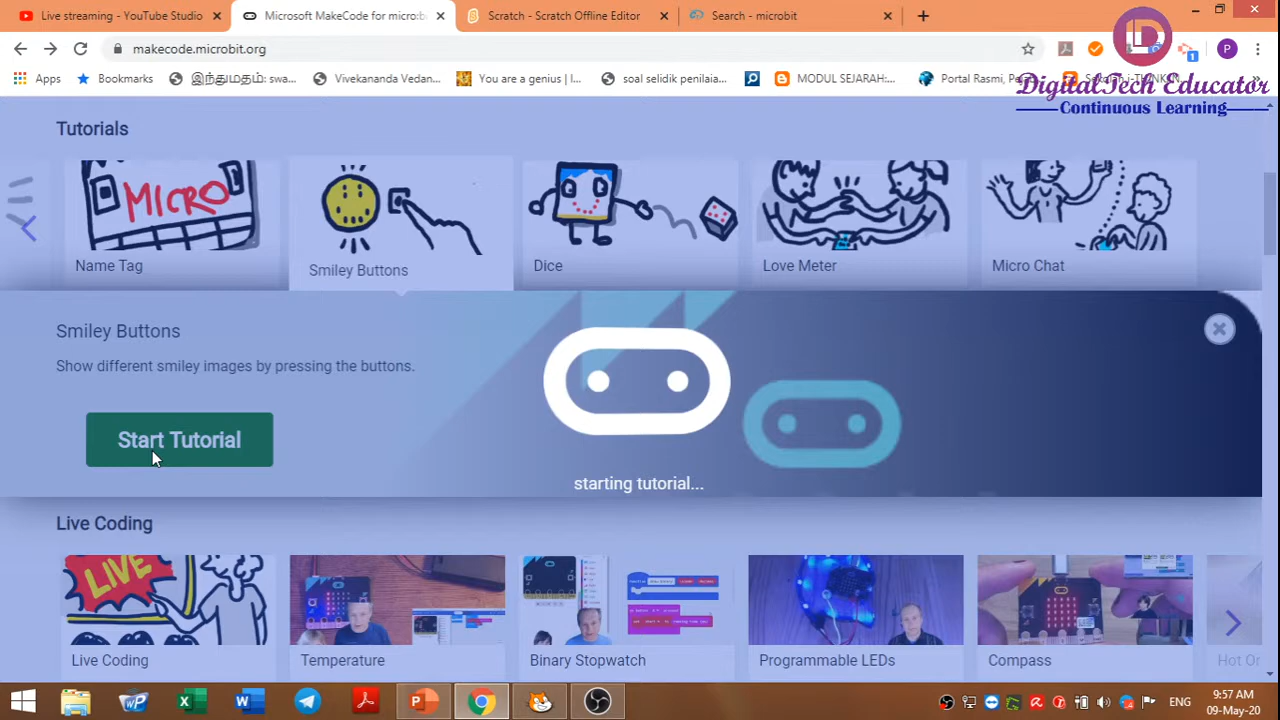 Live streaming - YouTube Studio
Microsoft MakeCode for micro:b
Scratch - Scratch Offline Editor
Search - microbit
makecode.microbit.org
P
1
Apps
Bookmarks
இந்துமதம்: swa...
Vivekananda Vedan...
You are a genius | I...
soal selidik penilaia...
MODUL SEJARAH:...
Portal Rasmi,
DigitalTech Educator
Continuous Learning
Tutorials
MICRO
Name Tag
Smiley Buttons
Dice
Love Meter
Micro Chat
Smiley Buttons
Show different smiley images by pressing the buttons.
Start Tutorial
starting tutorial...
Live Coding
LIVE
Live Coding
Temperature
Binary Stopwatch
Programmable LEDs
Compass
Hot Or
ENG
9:57 AM
09-May-20